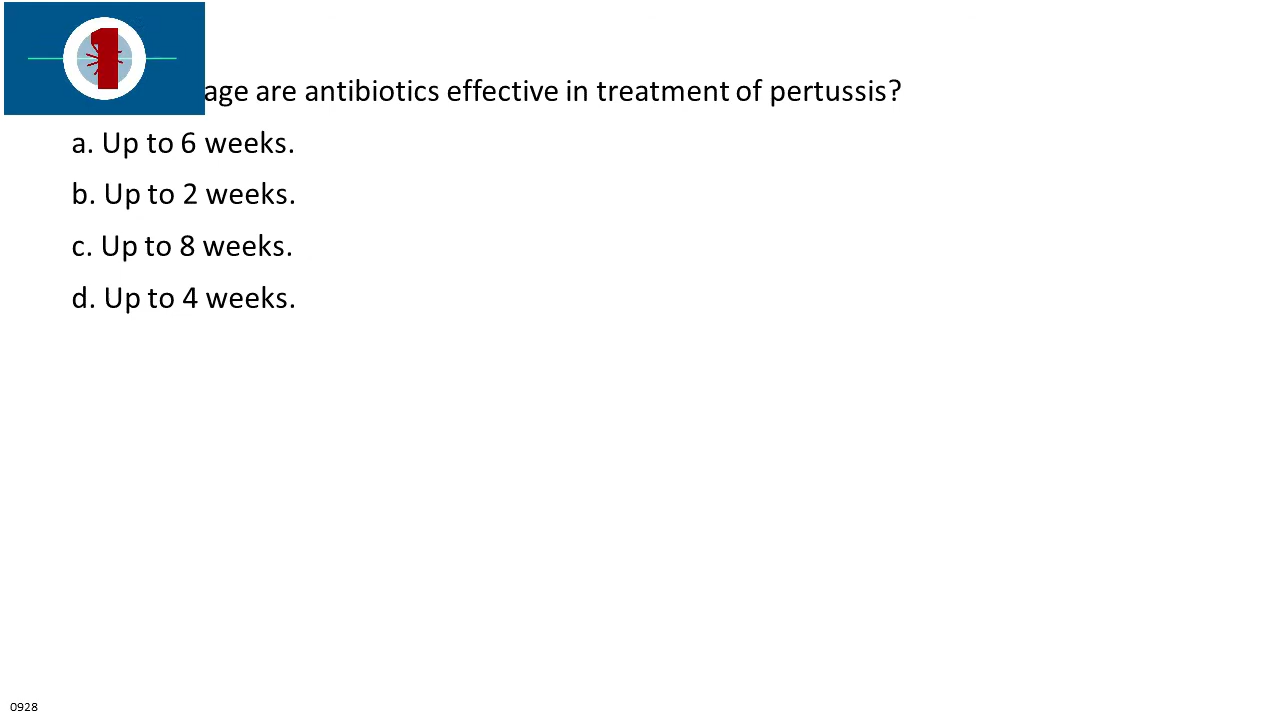 1
age are antibiotics effective in treatment of pertussis?
a. Up to 6 weeks.
b. Up to 2 weeks.
c. Up to 8 weeks.
d. Up to 4 weeks.
0928